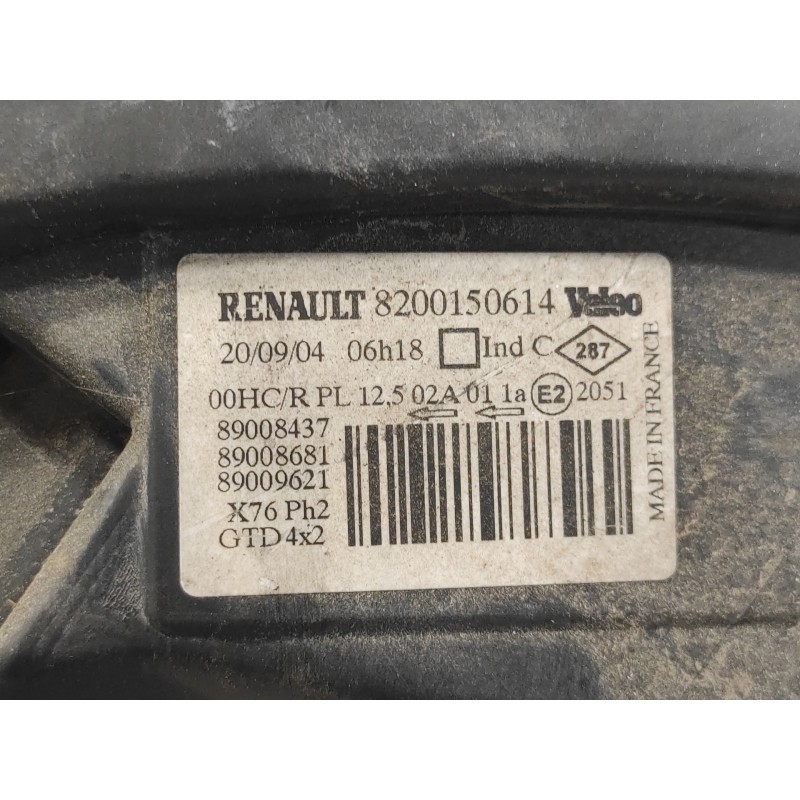 RENAULT 8200150614 Valeo
20/09/04 06h18 Ind C 287
00HC/R PL 12,5 02A 01 1a E2 2051
89008437
89008681
89009621
X76 Ph2
GTD 4x2
MADE IN FRANCE